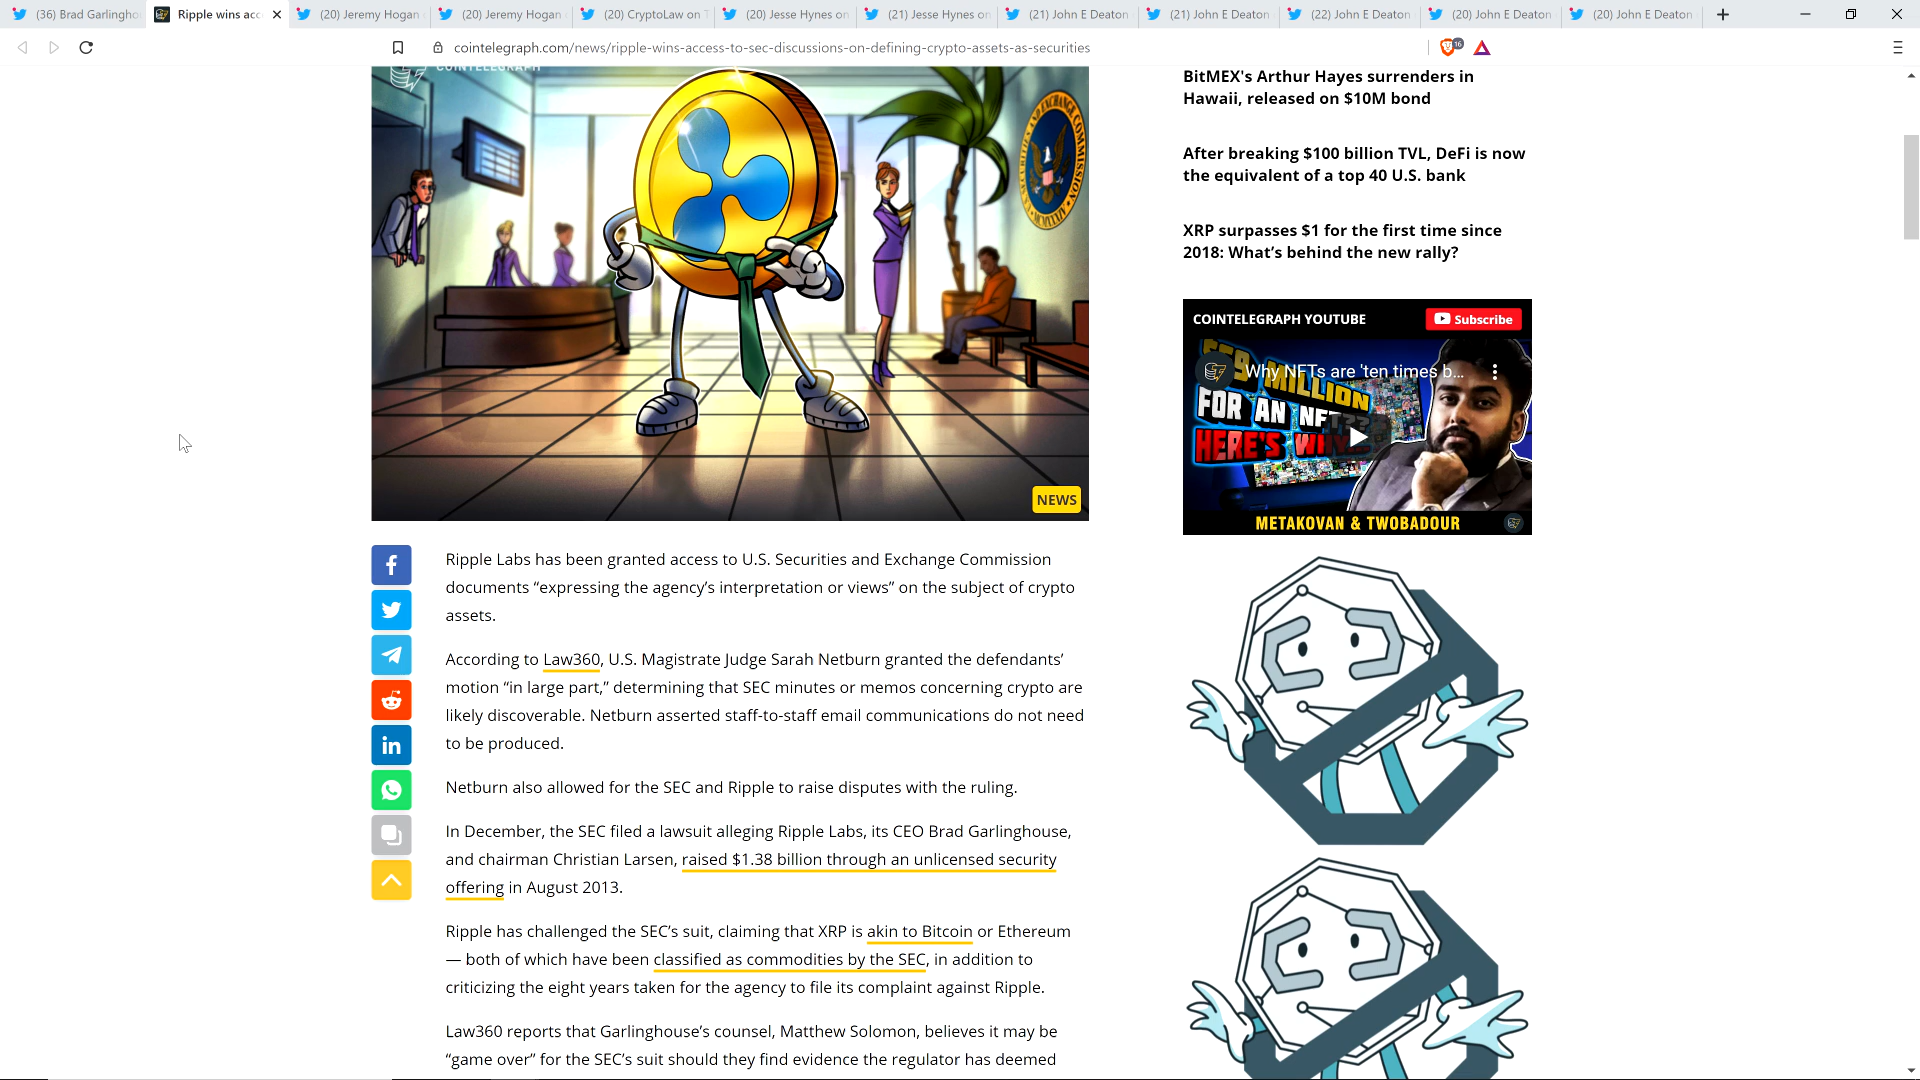 (36) Brad Garlingho
Ripple wins acc
(20) Jeremy Hogan
(20) Jeremy Hogan
(20) CryptoLaw on T
(20) Jesse Hynes on
(21) Jesse Hynes on
(21) John E Deaton
(21) John E Deaton
(22) John E Deaton
(20) John E Deaton
(20) John E Deaton
cointelegraph.com/news/ripple-wins-access-to-sec-discussions-on-defining-crypto-assets-as-securities
16
COINTELEGRAPH
EXCHANGE COMMISSION
NEWS
Ripple Labs has been granted access to U.S. Securities and Exchange Commission
documents “expressing the agency’s interpretation or views” on the subject of crypto
assets.
According to Law360, U.S. Magistrate Judge Sarah Netburn granted the defendants’
motion “in large part,” determining that SEC minutes or memos concerning crypto are
likely discoverable. Netburn asserted staff-to-staff email communications do not need
to be produced.
Netburn also allowed for the SEC and Ripple to raise disputes with the ruling.
In December, the SEC filed a lawsuit alleging Ripple Labs, its CEO Brad Garlinghouse,
and chairman Christian Larsen, raised $1.38 billion through an unlicensed security
offering in August 2013.
Ripple has challenged the SEC’s suit, claiming that XRP is akin to Bitcoin or Ethereum
— both of which have been classified as commodities by the SEC, in addition to
criticizing the eight years taken for the agency to file its complaint against Ripple.
Law360 reports that Garlinghouse’s counsel, Matthew Solomon, believes it may be
“game over” for the SEC’s suit should they find evidence the regulator has deemed
BitMEX's Arthur Hayes surrenders in
Hawaii, released on $10M bond
After breaking $100 billion TVL, DeFi is now
the equivalent of a top 40 U.S. bank
XRP surpasses $1 for the first time since
2018: What’s behind the new rally?
COINTELEGRAPH YOUTUBE
Subscribe
Why NFTs are 'ten times b...
MILLION
FOR AN NFT?
HERE'S WHY
METAKOVAN & TWOBADOUR